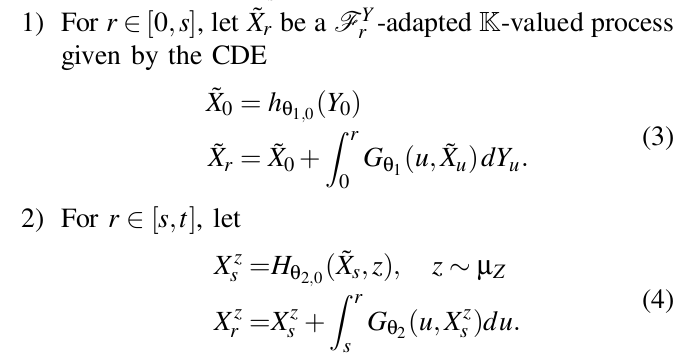 1) For r ∈ [0, s], let X̃_r be a ℱ_r^Y-adapted 𝕂-valued process
given by the CDE
X̃_0 = h_{θ_{1,0}}(Y_0)
X̃_r = X̃_0 + ∫_0^r G_{θ_1}(u, X̃_u) dY_u. (3)
2) For r ∈ [s, t], let
X_s^z = H_{θ_{2,0}}(X̃_s, z), z ∼ μ_Z
X_r^z = X_s^z + ∫_s^r G_{θ_2}(u, X_s^z) du. (4)